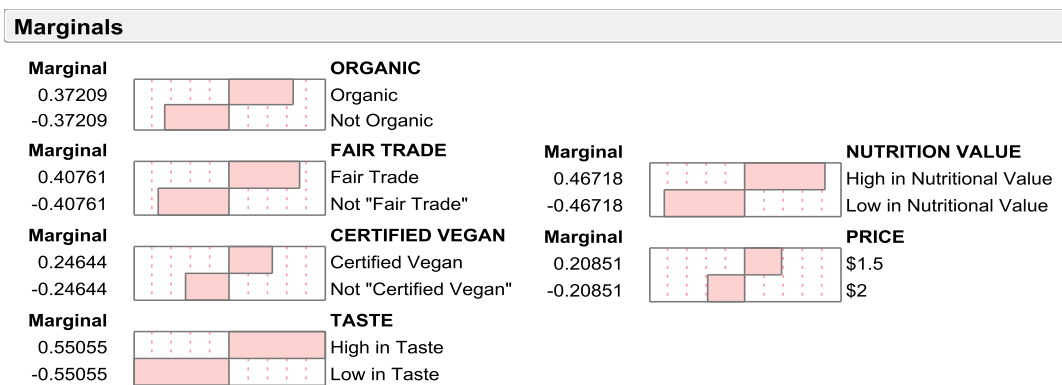 Marginals
Marginal ORGANIC
0.37209 Organic
-0.37209 Not Organic
Marginal FAIR TRADE
0.40761 Fair Trade
-0.40761 Not "Fair Trade"
Marginal CERTIFIED VEGAN
0.24644 Certified Vegan
-0.24644 Not "Certified Vegan"
Marginal TASTE
0.55055 High in Taste
-0.55055 Low in Taste
Marginal NUTRITION VALUE
0.46718 High in Nutritional Value
-0.46718 Low in Nutritional Value
Marginal PRICE
0.20851 $1.5
-0.20851 $2